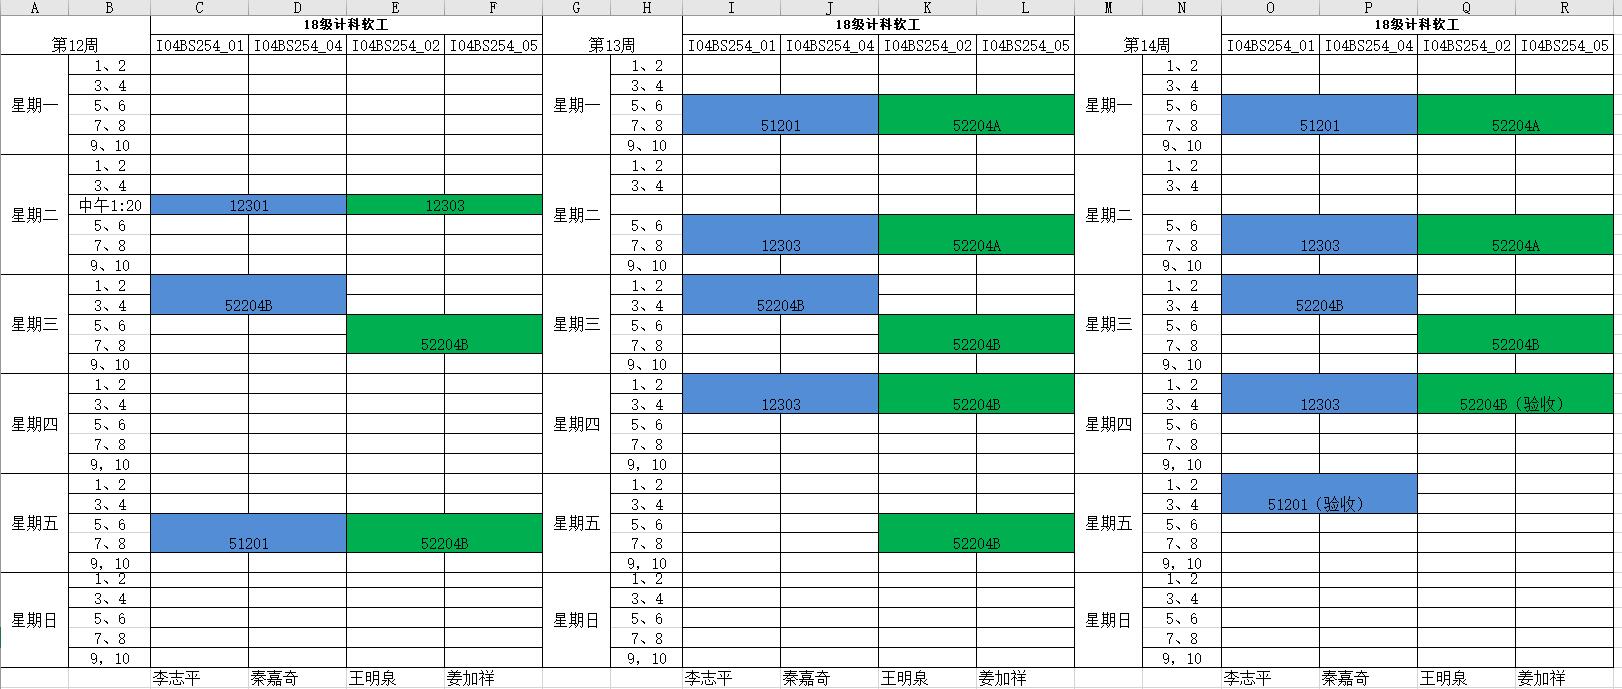 A B C D E F G H I J K L M N O P Q R
18级计科软工 18级计科软工 18级计科软工
第12周 I04BS254_01 I04BS254_04 I04BS254_02 I04BS254_05 第13周 I04BS254_01 I04BS254_04 I04BS254_02 I04BS254_05 第14周 I04BS254_01 I04BS254_04 I04BS254_02 I04BS254_05
1、2 1、2 1、2
3、4 3、4 3、4
星期一 5、6 星期一 5、6 星期一 5、6
7、8 7、8 51201 52204A 7、8 51201 52204A
9、10 9、10 9、10
1、2 1、2 1、2
3、4 3、4 3、4
中午1:20 12301 12303
星期二 5、6 星期二 5、6 星期二 5、6
7、8 7、8 12303 52204A 7、8 12303 52204A
9、10 9、10 9、10
1、2 1、2 1、2
3、4 52204B 3、4 52204B 3、4 52204B
星期三 5、6 星期三 5、6 星期三 5、6
7、8 52204B 7、8 52204B 7、8 52204B
9、10 9、10 9、10
1、2 1、2 1、2
3、4 3、4 12303 52204B 3、4 12303 52204B（验收）
星期四 5、6 星期四 5、6 星期四 5、6
7、8 7、8 7、8
9, 10 9, 10 9, 10
1、2 1、2 1、2
3、4 3、4 3、4 51201（验收）
星期五 5、6 星期五 5、6 星期五 5、6
7、8 51201 52204B 7、8 52204B 7、8
9, 10 9, 10 9, 10
1、2 1、2 1、2
3、4 3、4 3、4
星期日 5、6 星期日 5、6 星期日 5、6
7、8 7、8 7、8
9, 10 9, 10 9, 10
李志平 秦嘉奇 王明泉 姜加祥 李志平 秦嘉奇 王明泉 姜加祥 李志平 秦嘉奇 王明泉 姜加祥